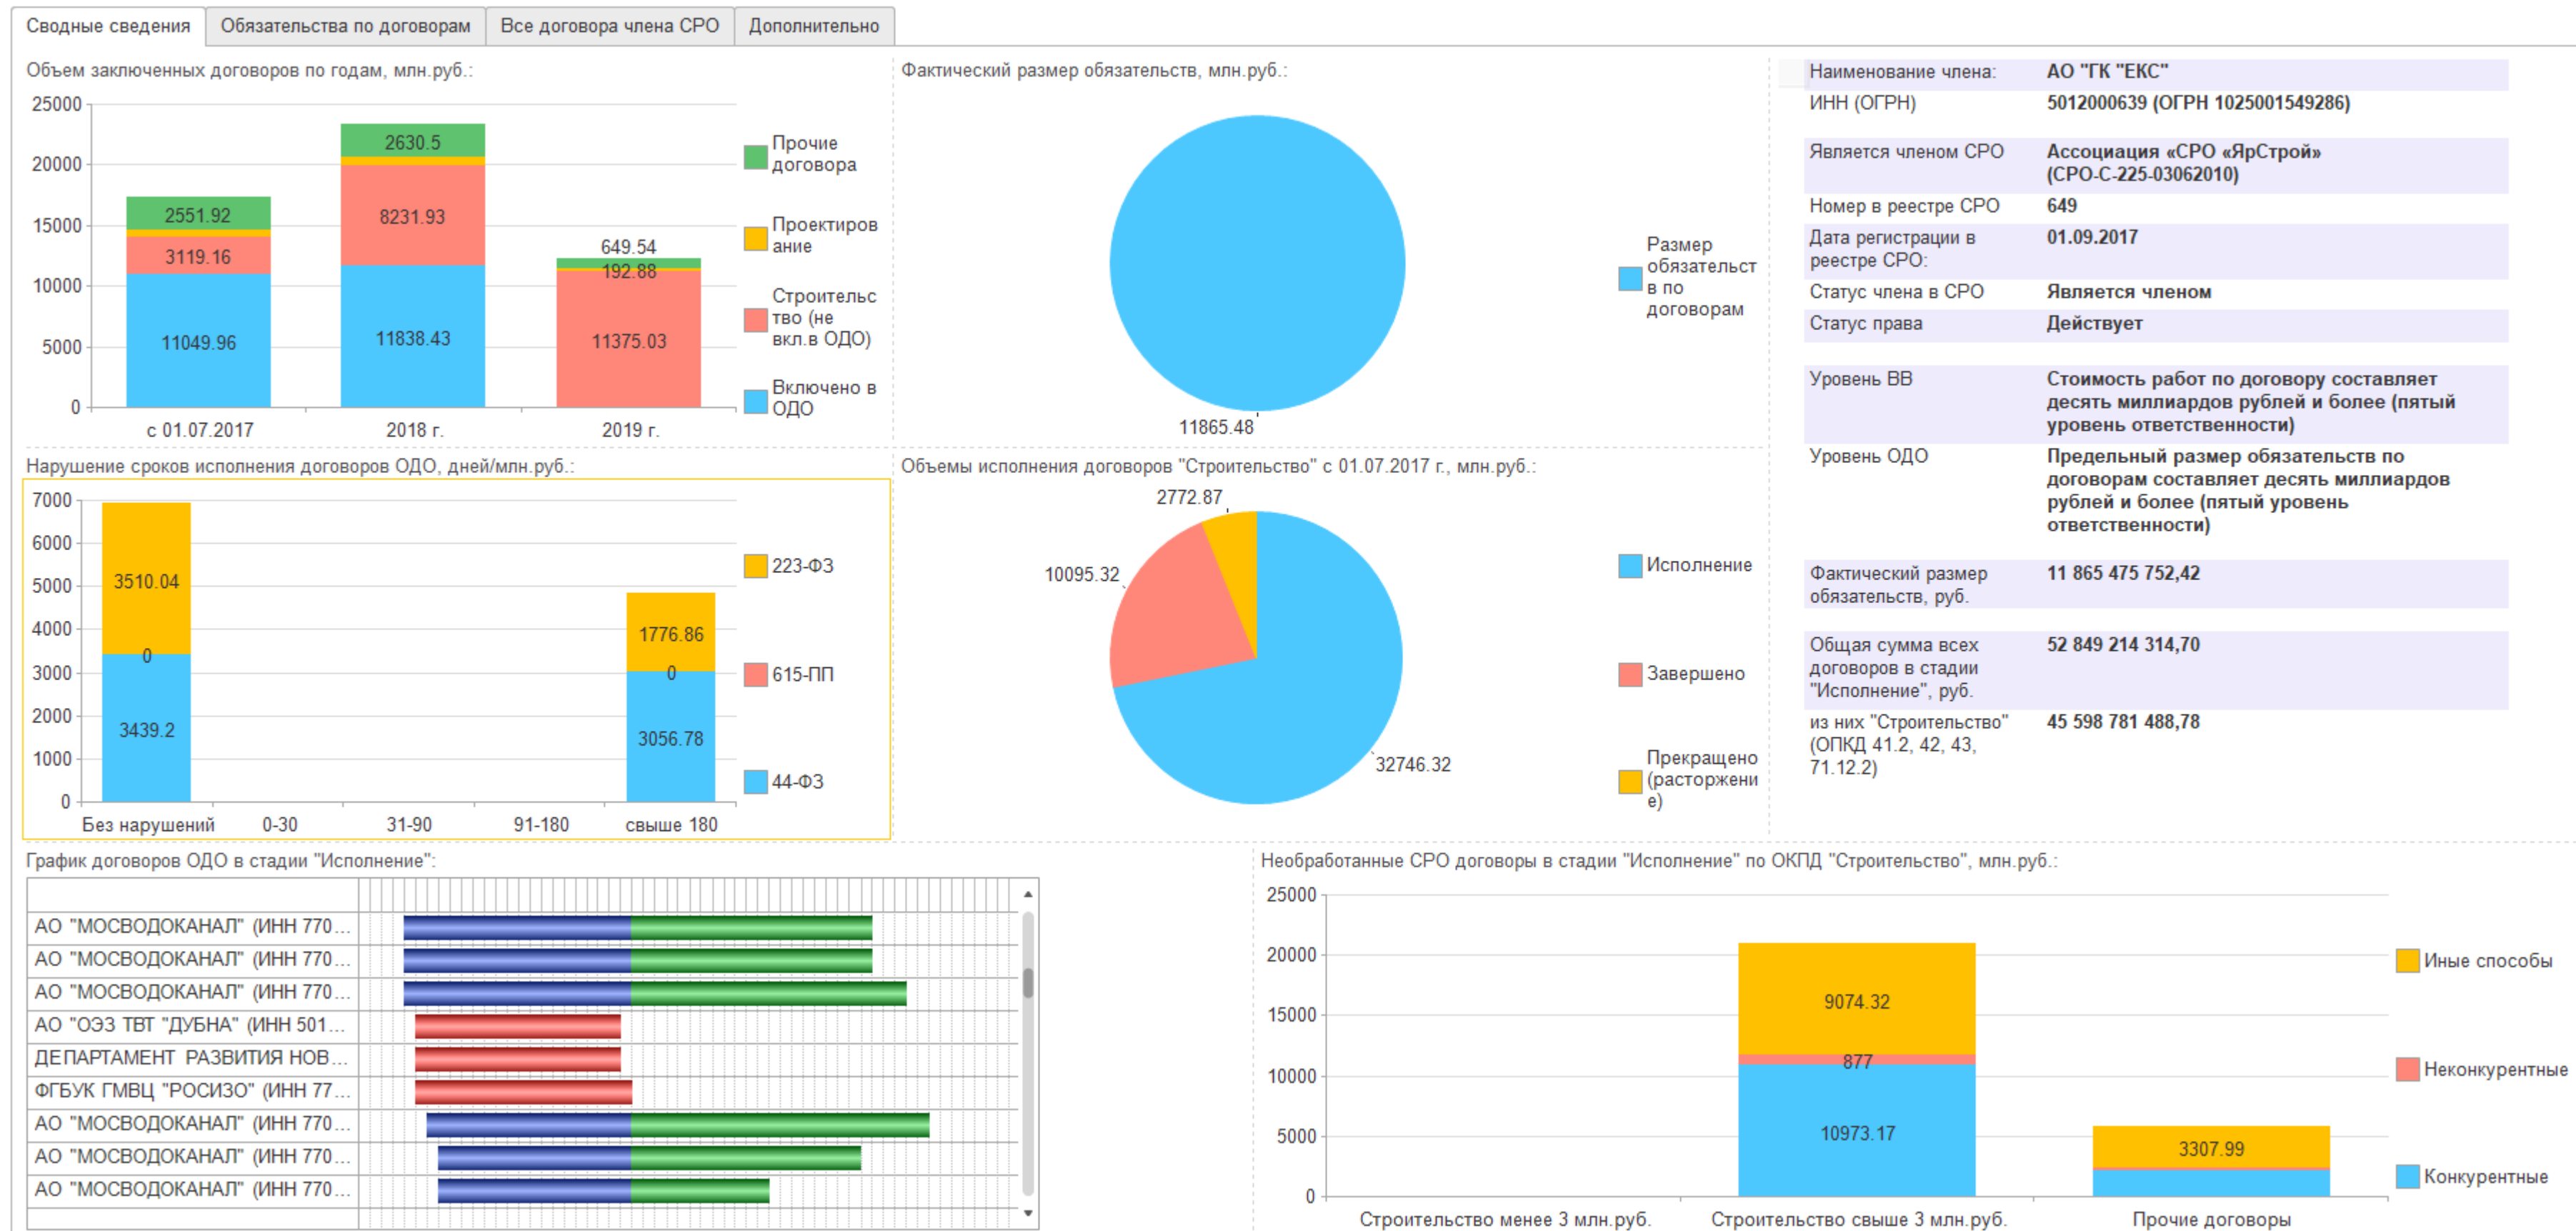 Сводные сведения
Обязательства по договорам
Все договора члена СРО
Дополнительно
Объем заключенных договоров по годам, млн.руб.:
25000
20000
15000
10000
5000
0
2551.92
3119.16
11049.96
2630.5
8231.93
11838.43
649.54
192.88
11375.03
с 01.07.2017
2018 г.
2019 г.
Прочие
договора
Проектиров
ание
Строительс
тво (не
вкл.в ОДО)
Включено в
ОДО
Фактический размер обязательств, млн.руб.:
11865.48
Размер
обязательст
в по
договорам
Наименование члена:
АО "ГК "ЕКС"
ИНН (ОГРН)
5012000639 (ОГРН 1025001549286)
Является членом СРО
Ассоциация «СРО «ЯрСтрой»
(СРО-С-225-03062010)
Номер в реестре СРО
649
Дата регистрации в
реестре СРО:
01.09.2017
Статус члена в СРО
Является членом
Статус права
Действует
Уровень ВВ
Стоимость работ по договору составляет
десять миллиардов рублей и более (пятый
уровень ответственности)
Уровень ОДО
Предельный размер обязательств по
договорам составляет десять миллиардов
рублей и более (пятый уровень
ответственности)
Фактический размер
обязательств, руб.
11 865 475 752,42
Общая сумма всех
договоров в стадии
"Исполнение", руб.
52 849 214 314,70
из них "Строительство"
(ОПКД 41.2, 42, 43,
71.12.2)
45 598 781 488,78
Нарушение сроков исполнения договоров ОДО, дней/млн.руб.:
7000
6000
5000
4000
3000
2000
1000
0
3510.04
0
3439.2
1776.86
0
3056.78
Без нарушений
0-30
31-90
91-180
свыше 180
223-ФЗ
615-ПП
44-ФЗ
Объемы исполнения договоров "Строительство" с 01.07.2017 г., млн.руб.:
2772.87
10095.32
32746.32
Исполнение
Завершено
Прекращено
(расторжени
е)
График договоров ОДО в стадии "Исполнение":
АО "МОСВОДОКАНАЛ" (ИНН 770...
АО "МОСВОДОКАНАЛ" (ИНН 770...
АО "МОСВОДОКАНАЛ" (ИНН 770...
АО "ОЭЗ ТВТ "ДУБНА" (ИНН 501...
ДЕПАРТАМЕНТ РАЗВИТИЯ НОВ...
ФГБУК ГМВЦ "РОСИЗО" (ИНН 77...
АО "МОСВОДОКАНАЛ" (ИНН 770...
АО "МОСВОДОКАНАЛ" (ИНН 770...
АО "МОСВОДОКАНАЛ" (ИНН 770...
Необработанные СРО договоры в стадии "Исполнение" по ОКПД "Строительство", млн.руб.:
25000
20000
15000
10000
5000
0
9074.32
877
10973.17
3307.99
Строительство менее 3 млн.руб.
Строительство свыше 3 млн.руб.
Прочие договоры
Иные способы
Неконкурентные
Конкурентные